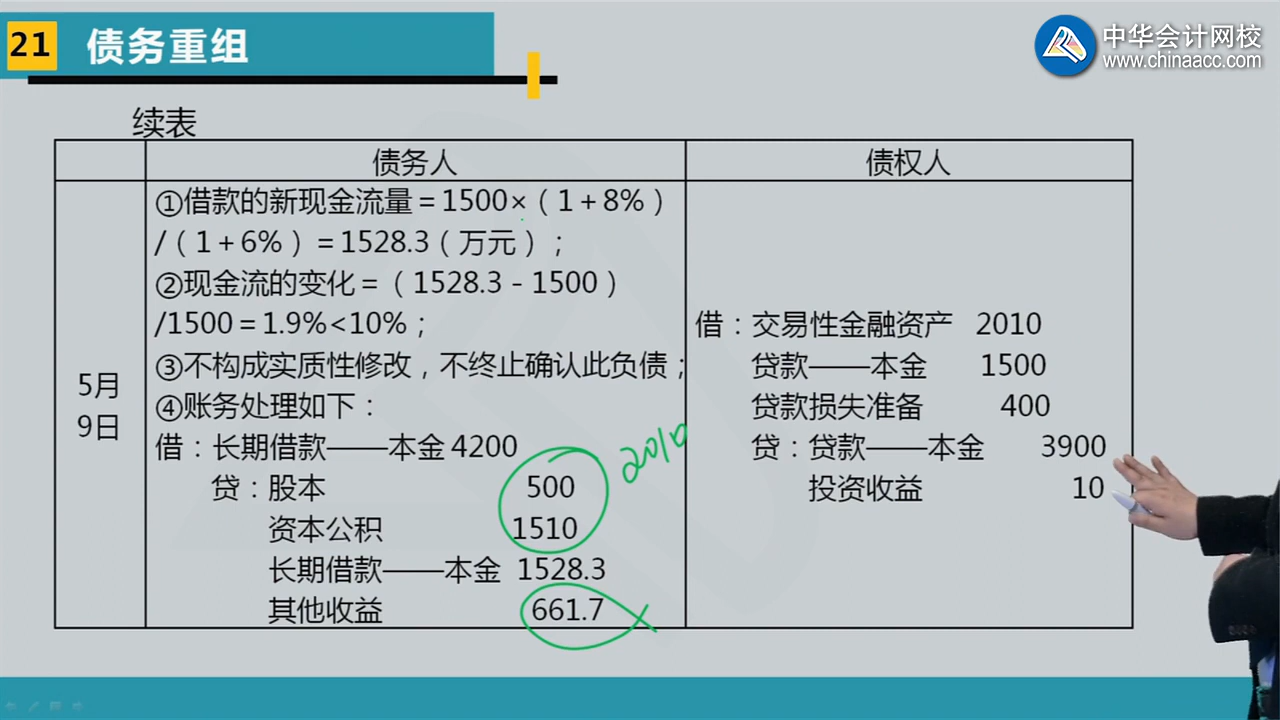 21 债务重组
中华会计网校
www.chinaacc.com
续表
债务人 债权人
5月
9日
①借款的新现金流量＝1500×（1＋8%）
/（1＋6%）＝1528.3（万元）；
②现金流的变化＝（1528.3－1500）
/1500＝1.9%<10%；
③不构成实质性修改，不终止确认此负债；
④账务处理如下：
借：长期借款——本金 4200
贷：股本 500
资本公积 1510
长期借款——本金 1528.3
其他收益 661.7
2010
借：交易性金融资产 2010
贷款——本金 1500
贷款损失准备 400
贷：贷款——本金 3900
投资收益 10